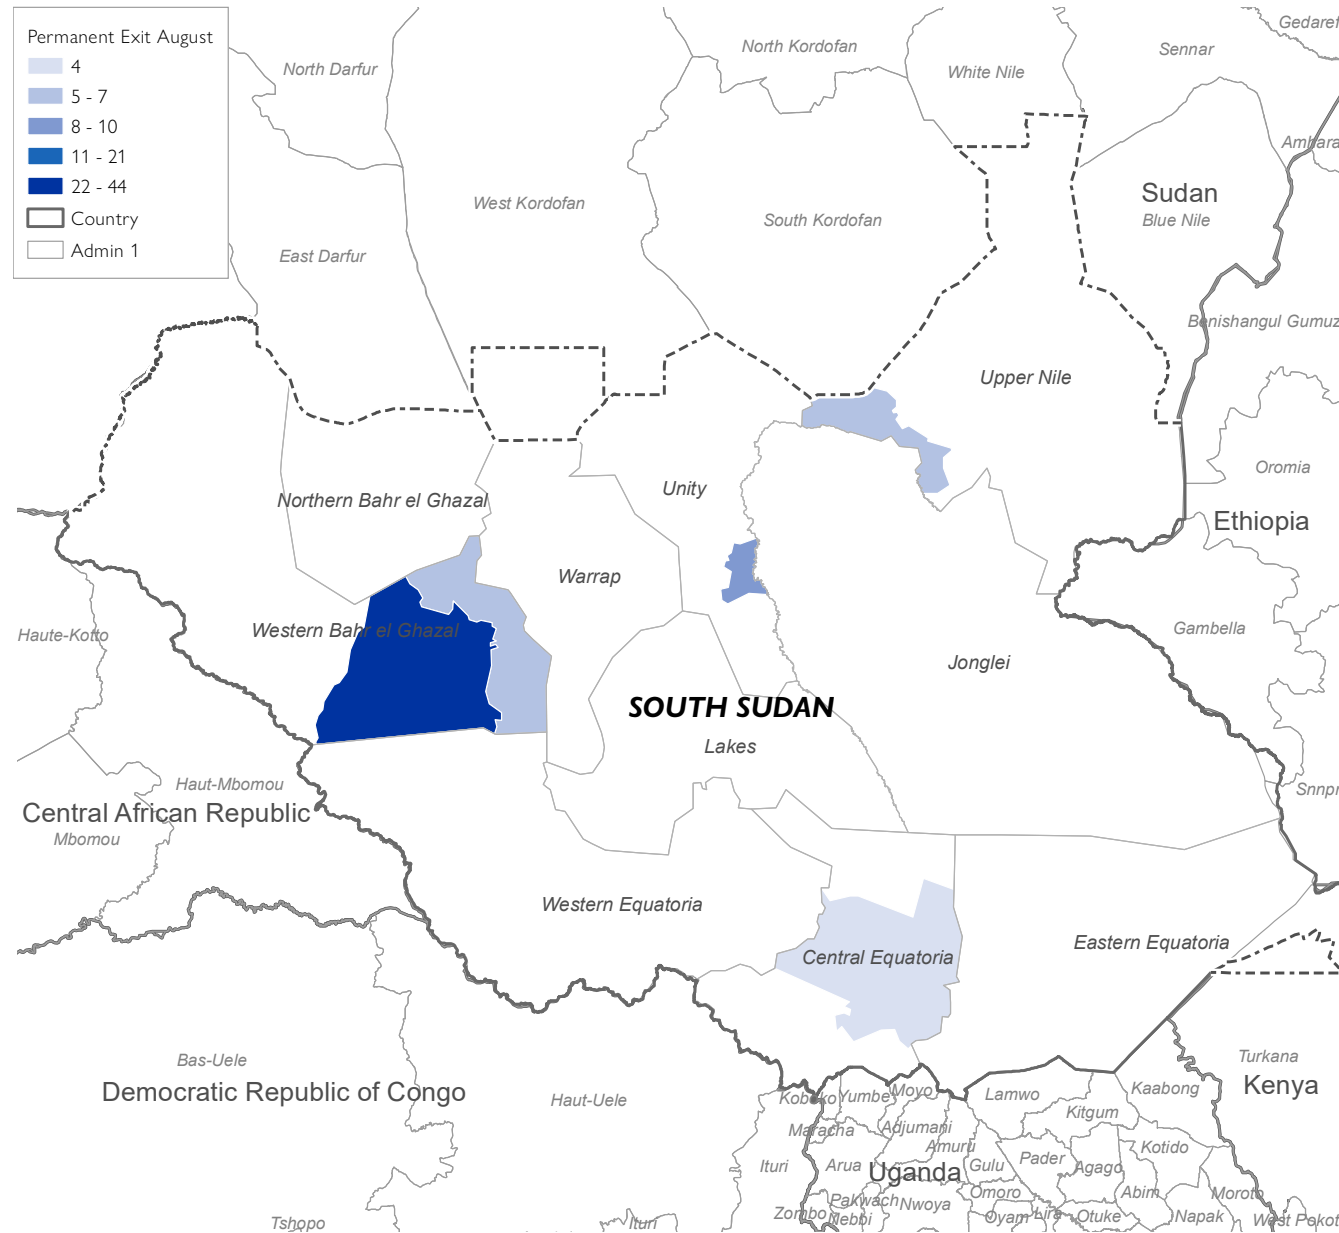 Permanent Exit August
4
5 - 7
8 - 10
11 - 21
22 - 44
Country
Admin 1
Gedaref
North Kordofan
Sennar
North Darfur
White Nile
Amhara
Sudan
West Kordofan
South Kordofan
Blue Nile
East Darfur
Benishangul Gumuz
Upper Nile
Oromia
Unity
Northern Bahr el Ghazal
Ethiopia
Warrap
Haute-Kotto
Western Bahr el Ghazal
Gambella
Jonglei
SOUTH SUDAN
Lakes
Haut-Mbomou
Snnpr
Central African Republic
Mbomou
Western Equatoria
Eastern Equatoria
Central Equatoria
Bas-Uele
Turkana
Democratic Republic of Congo
Kenya
Haut-Uele
Koboko
Yumbe
Moyo
Lamwo
Kaabong
Kitgum
Maracha
Adjumani
Amuru
Kotido
Ituri
Arua
Uganda
Gulu
Pader
Agago
Omoro
Abim
Moroto
Pakwach
Nwoya
Zombo
Nebbi
Oyam
Lira
Otuke
Napak
West Pokot
Tshopo
Ituri